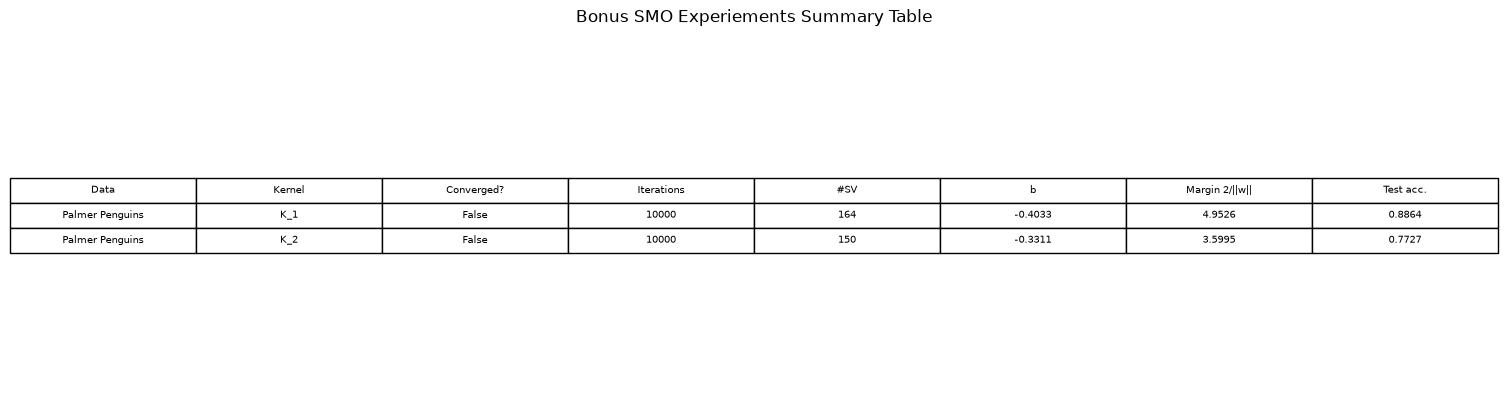 Bonus SMO Experiements Summary Table
Data Kernel Converged? Iterations #SV b Margin 2/||w|| Test acc.
Palmer Penguins K_1 False 10000 164 -0.4033 4.9526 0.8864
Palmer Penguins K_2 False 10000 150 -0.3311 3.5995 0.7727